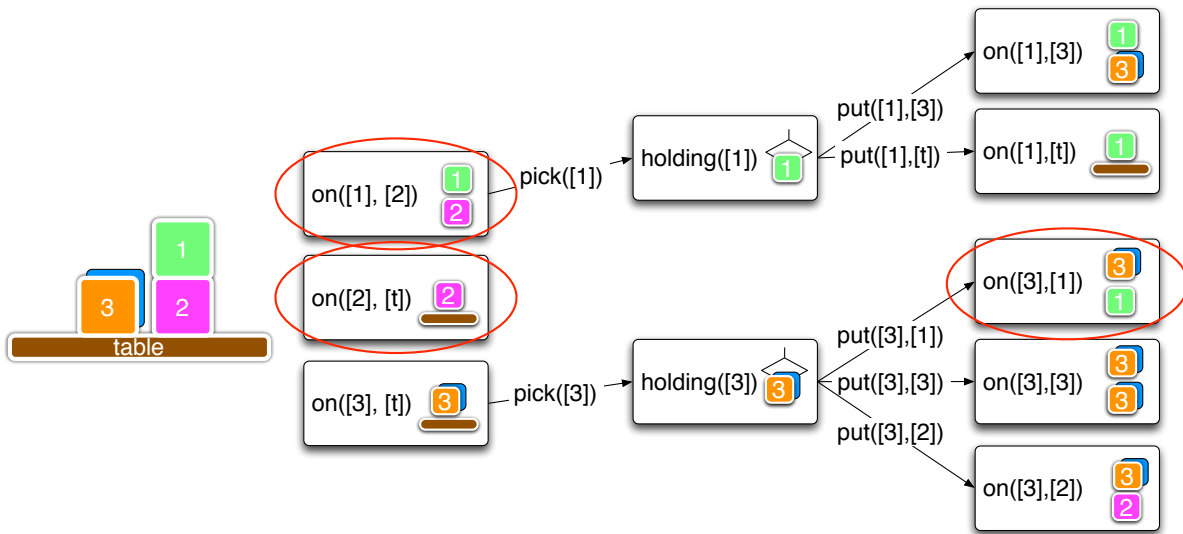 1
3
2
table
on([1], [2])
1
2
on([2], [t])
2
on([3], [t])
3
pick([1])
pick([3])
holding([1])
1
holding([3])
3
put([1],[3])
put([1],[t])
put([3],[1])
put([3],[3])
put([3],[2])
on([1],[3])
1
3
on([1],[t])
1
on([3],[1])
3
1
on([3],[3])
3
3
on([3],[2])
3
2